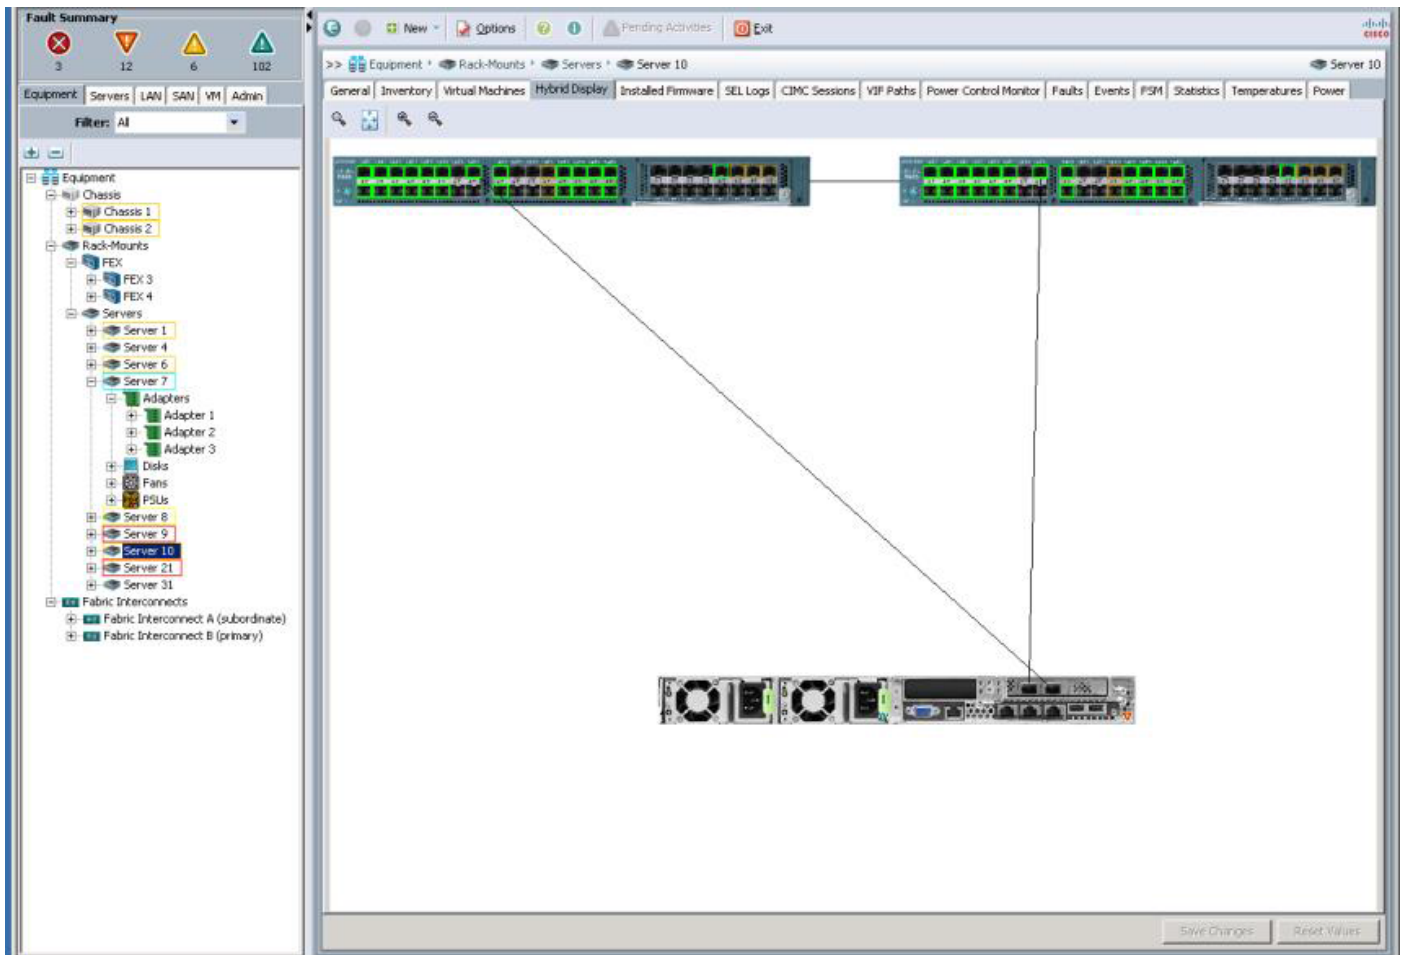 Fault Summary
3 12 6 102
Equipment Servers LAN SAN VM Admin
Filter: All
Equipment
Chassis
Chassis 1
Chassis 2
Rack-Mounts
FEX
FEX 3
FEX 4
Servers
Server 1
Server 4
Server 6
Server 7
Adapters
Adapter 1
Adapter 2
Adapter 3
Disks
Fans
PSUs
Server 8
Server 9
Server 10
Server 21
Server 31
Fabric Interconnects
Fabric Interconnect A (subordinate)
Fabric Interconnect B (primary)
New Options Pending Activities Exit
CISCO
>> Equipment Rack-Mounts Servers Server 10 Server 10
General Inventory Virtual Machines Hybrid Display Installed Firmware SEL Logs CIMC Sessions VIF Paths Power Control Monitor Faults Events FSM Statistics Temperatures Power
Save Changes Reset Values